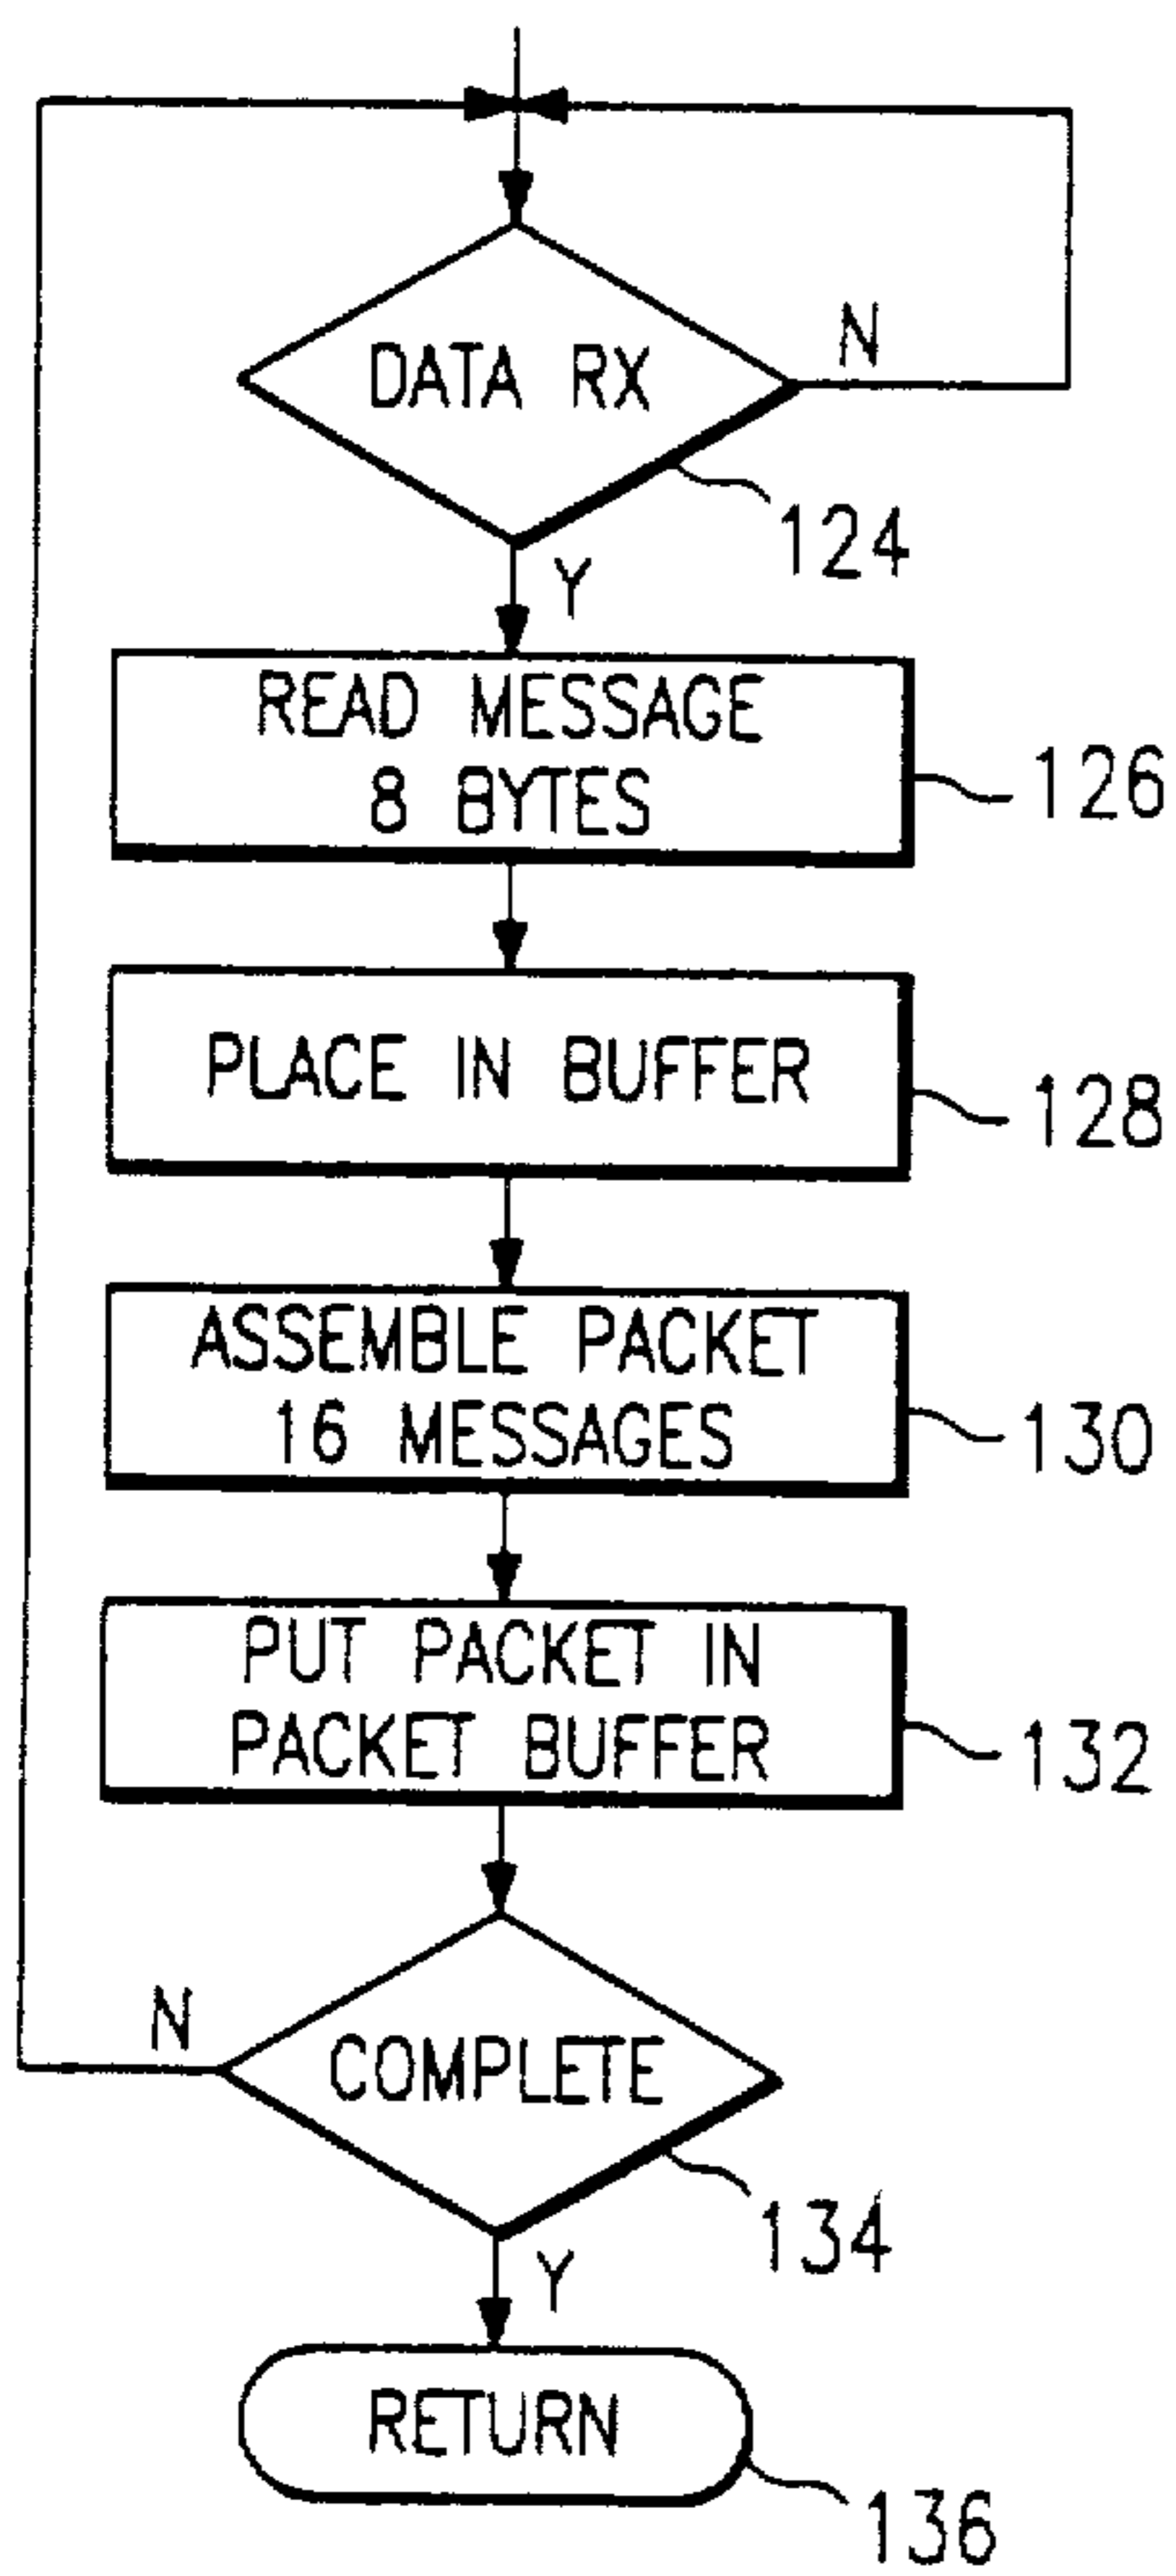 DATA RX
N
124
Y
READ MESSAGE
8 BYTES
126
PLACE IN BUFFER
128
ASSEMBLE PACKET
16 MESSAGES
130
PUT PACKET IN
PACKET BUFFER
132
N
COMPLETE
134
Y
RETURN
136